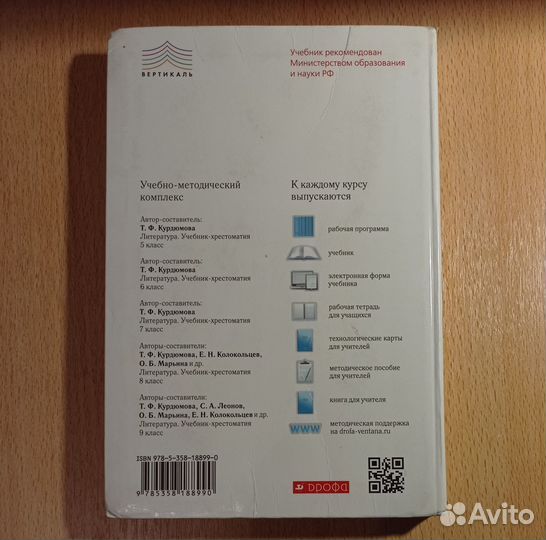 ВЕРТИКАЛЬ
Учебник рекомендован
Министерством образования
и науки РФ
Учебно-методический
комплекс
Автор-составитель:
Т. Ф. Курдюмова
Литература. Учебник-хрестоматия
5 класс
Автор-составитель:
Т. Ф. Курдюмова
Литература. Учебник-хрестоматия
6 класс
Автор-составитель:
Т. Ф. Курдюмова
Литература. Учебник-хрестоматия
7 класс
Авторы-составители:
Т. Ф. Курдюмова, Е. Н. Колокольцев,
О. Б. Марьина и др.
Литература. Учебник-хрестоматия
8 класс
Авторы-составители:
Т. Ф. Курдюмова, С. А. Леонов,
О. Б. Марьина, Е. Н. Колокольцев и др.
Литература. Учебник-хрестоматия
9 класс
К каждому курсу
выпускаются
рабочая программа
учебник
электронная форма
учебника
рабочая тетрадь
для учащихся
технологические карты
для учителей
методическое пособие
для учителей
книга для учителя
www
методическая поддержка
на drofa-ventana.ru
ISBN 978-5-358-18899-0
9 785358 188990
дрофа
Avito